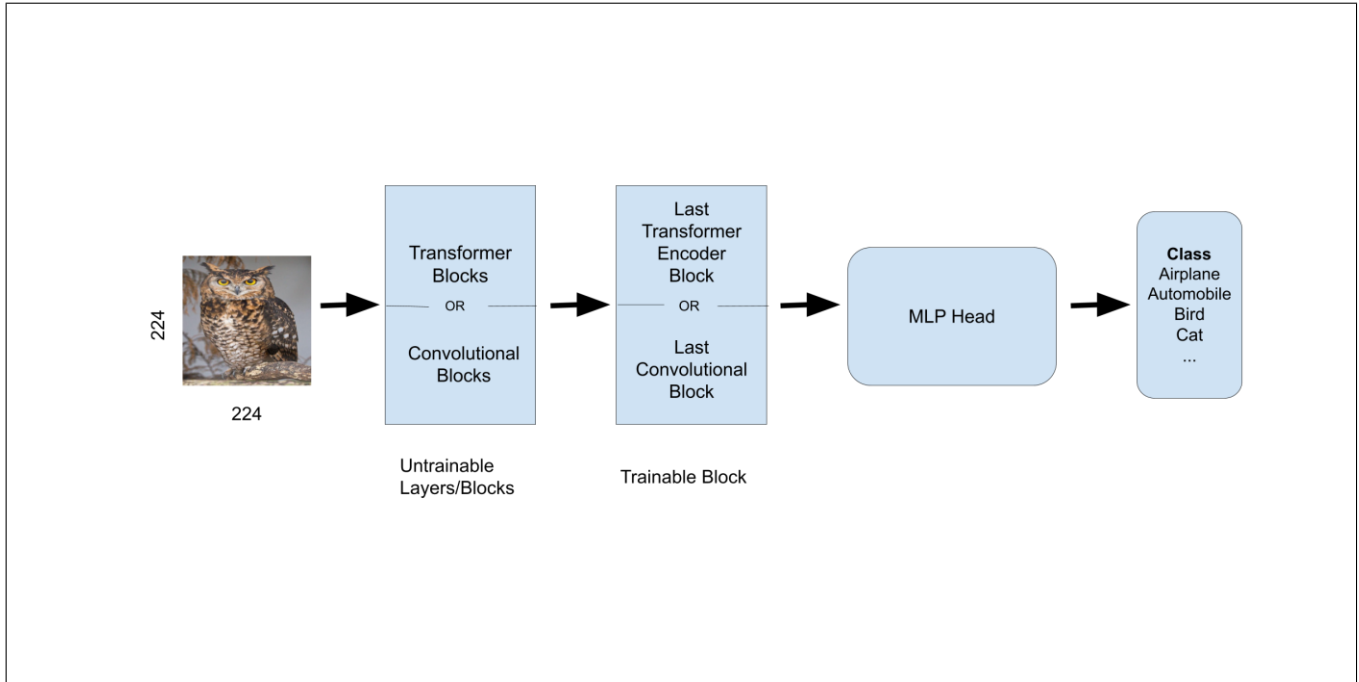 224
224
Transformer
Blocks
OR
Convolutional
Blocks
Untrainable
Layers/Blocks
Last
Transformer
Encoder
Block
OR
Last
Convolutional
Block
Trainable Block
MLP Head
Class
Airplane
Automobile
Bird
Cat
...